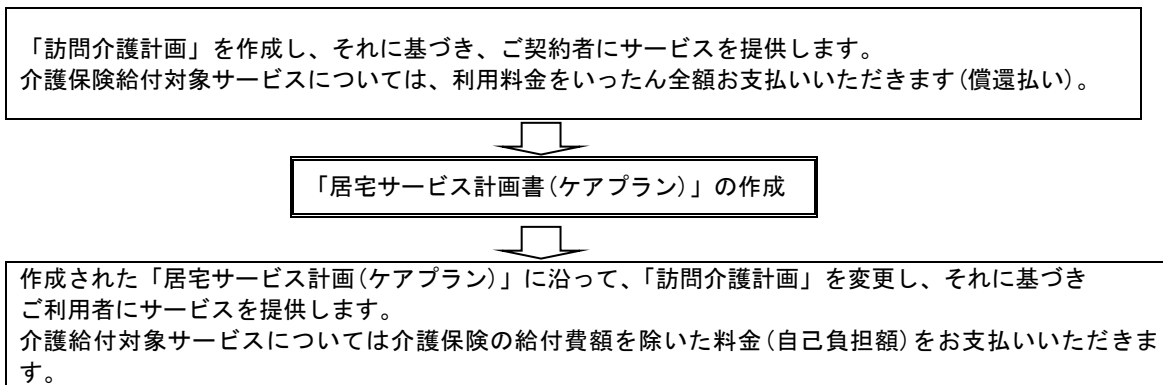 「訪問介護計画」を作成し、それに基づき、ご契約者にサービスを提供します。
介護保険給付対象サービスについては、利用料金をいったん全額お支払いいただきます(償還払い)。
「居宅サービス計画書(ケアプラン)」の作成
作成された「居宅サービス計画(ケアプラン)」に沿って、「訪問介護計画」を変更し、それに基づき
ご利用者にサービスを提供します。
介護給付対象サービスについては介護保険の給付費額を除いた料金(自己負担額)をお支払いいただきま
す。